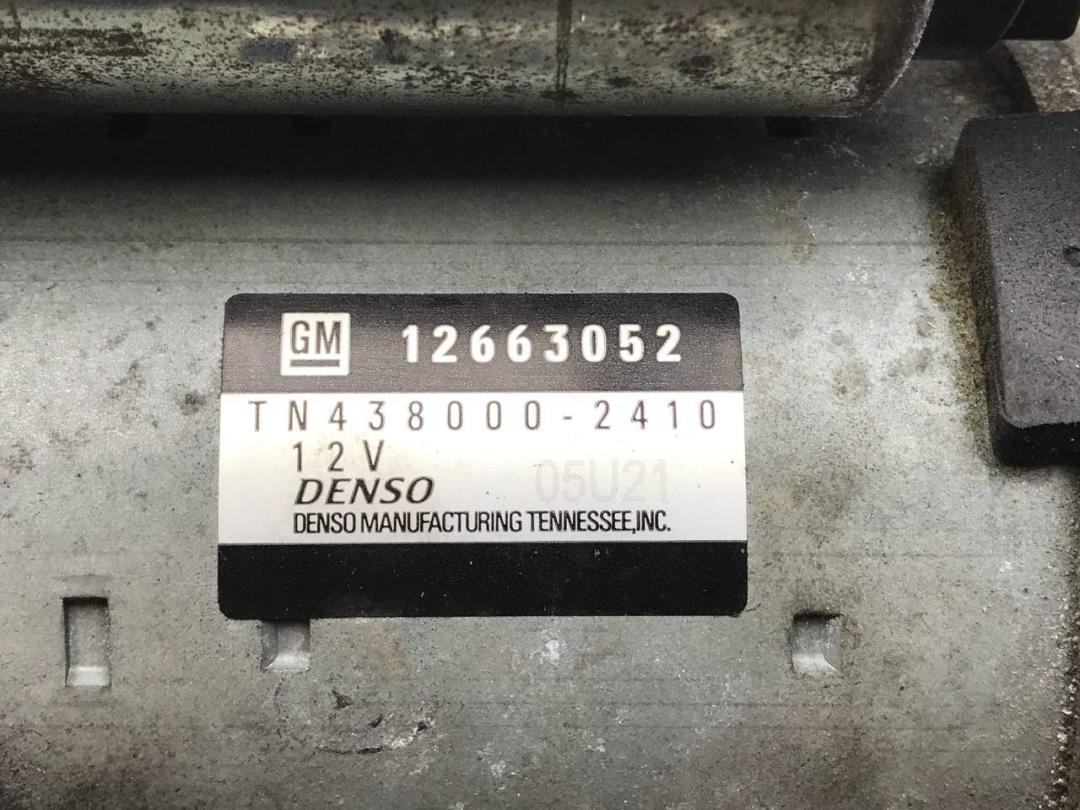 GM 12663052
TN438000-2410
12V
DENSO 05U21
DENSO MANUFACTURING TENNESSEE,INC.